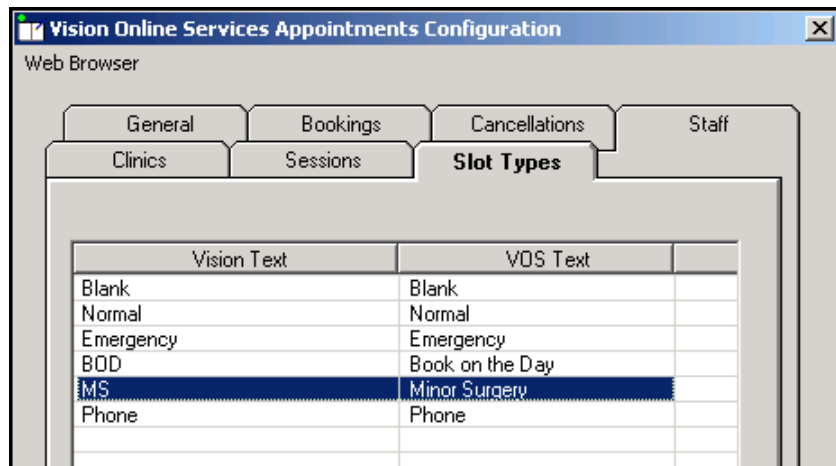 Vision Online Services Appointments Configuration
Web Browser
General Bookings Cancellations Staff
Clinics Sessions Slot Types
Vision Text VOS Text
Blank Blank
Normal Normal
Emergency Emergency
BOD Book on the Day
MS Minor Surgery
Phone Phone